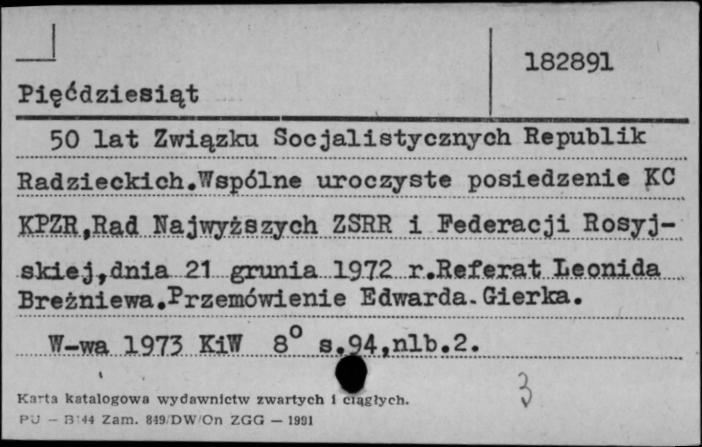 182891
Pięćdziesiąt
50 lat Związku Socjalistycznych Republik
Radzieckich.Wspólne uroczyste posiedzenie KC
KPZR,Rad Najwyższych ZSRR i Federacji Rosyj-
skiej,dnia 21 grunia 1972 r.Referat Leonida
Breżniewa.Przemówienie Edwarda Gierka.
W-wa 1973 KiW 8⁰ s.94,nlb.2.
3
Karta katalogowa wydawnictw zwartych i ciągłych.
PU — B144 Zam. 849/DW/On ZGG — 1991